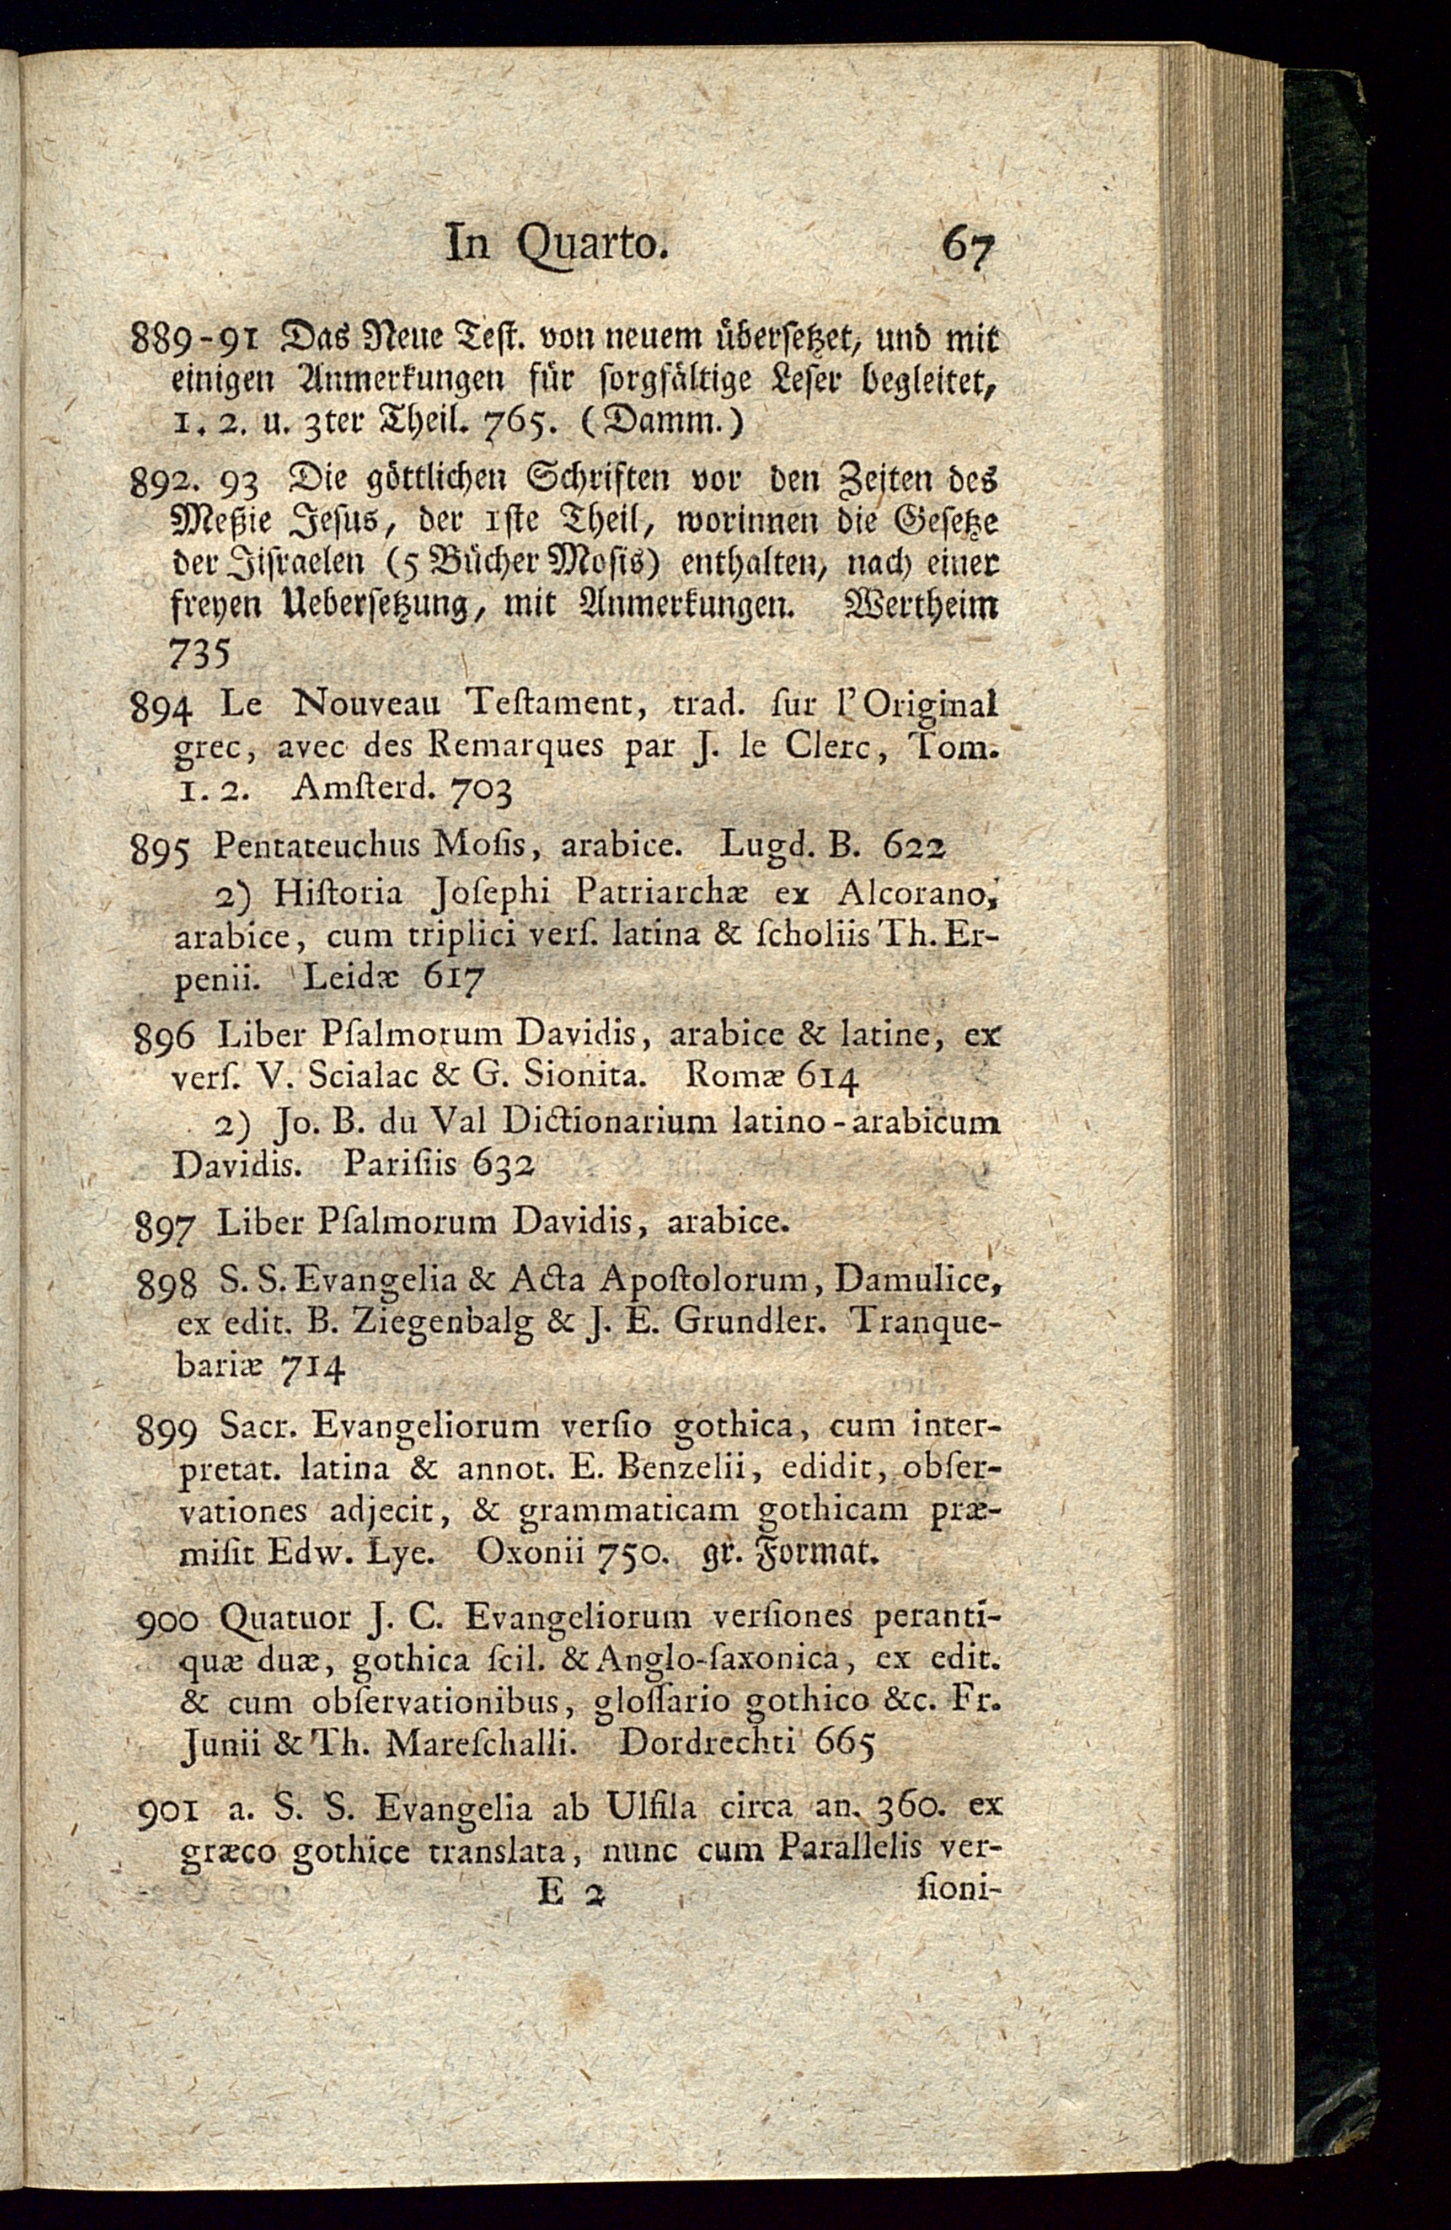 In Quarto. 67
889-91 Das Neue Test. von neuem übersetzet, und mit
einigen Anmerkungen für sorgfältige Leser begleitet,
1. 2. u. 3ter Theil. 765. (Damm.)
892. 93 Die göttlichen Schriften vor den Zeiten des
Meßie Jesus, der 1ste Theil, worinnen die Gesetze
der Jisraelen (5 Bücher Mosis) enthalten, nach einer
freyen Uebersetzung, mit Anmerkungen. Wertheim
735
894 Le Nouveau Teſtament, trad. ſur l'Original
grec, avec des Remarques par J. le Clerc, Tom.
1. 2. Amſterd. 703
895 Pentateuchus Moſis, arabice. Lugd. B. 622
2) Hiſtoria Joſephi Patriarchæ ex Alcorano,
arabice, cum triplici verſ. latina & ſcholiis Th. Er-
penii. Leidæ 617
896 Liber Pſalmorum Davidis, arabice & latine, ex
verſ. V. Scialac & G. Sionita. Romæ 614
2) Jo. B. du Val Dictionarium latino-arabicum
Davidis. Pariſiis 632
897 Liber Pſalmorum Davidis, arabice.
898 S. S. Evangelia & Acta Apoſtolorum, Damulice,
ex edit. B. Ziegenbalg & J. E. Grundler. Tranque-
bariæ 714
899 Sacr. Evangeliorum verſio gothica, cum inter-
pretat. latina & annot. E. Benzelii, edidit, obſer-
vationes adjecit, & grammaticam gothicam præ-
miſit Edw. Lye. Oxonii 750. gr. Format.
900 Quatuor J. C. Evangeliorum verſiones peranti-
quæ duæ, gothica ſcil. & Anglo-ſaxonica, ex edit.
& cum obſervationibus, gloſſario gothico &c. Fr.
Junii & Th. Mareſchalli. Dordrechti 665
901 a. S. S. Evangelia ab Ulfila circa an. 360. ex
græco gothice translata, nunc cum Parallelis ver-
E 2 ſioni-